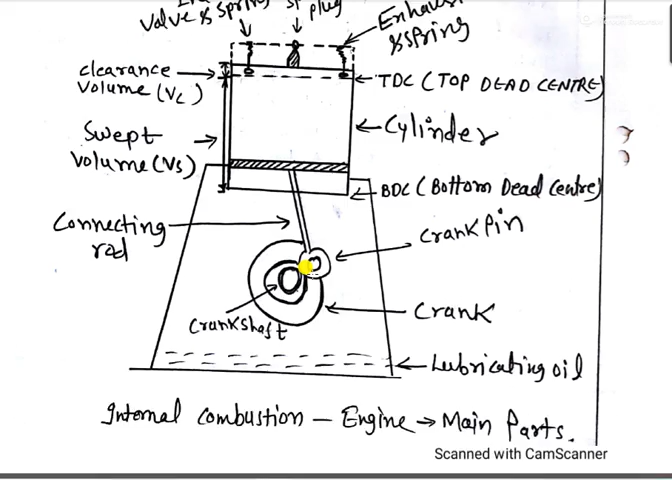 Valve & Spring
plug
& spring
Clearance
Volume (Vc)
TDC (TOP DEAD CENTRE)
Swept
Volume (Vs)
Cylinder
BDC (Bottom Dead Centre)
Connecting
rod
Crank Pin
Crankshaft
Crank
Lubricating oil
Internal Combustion – Engine → Main Parts.
Scanned with CamScanner